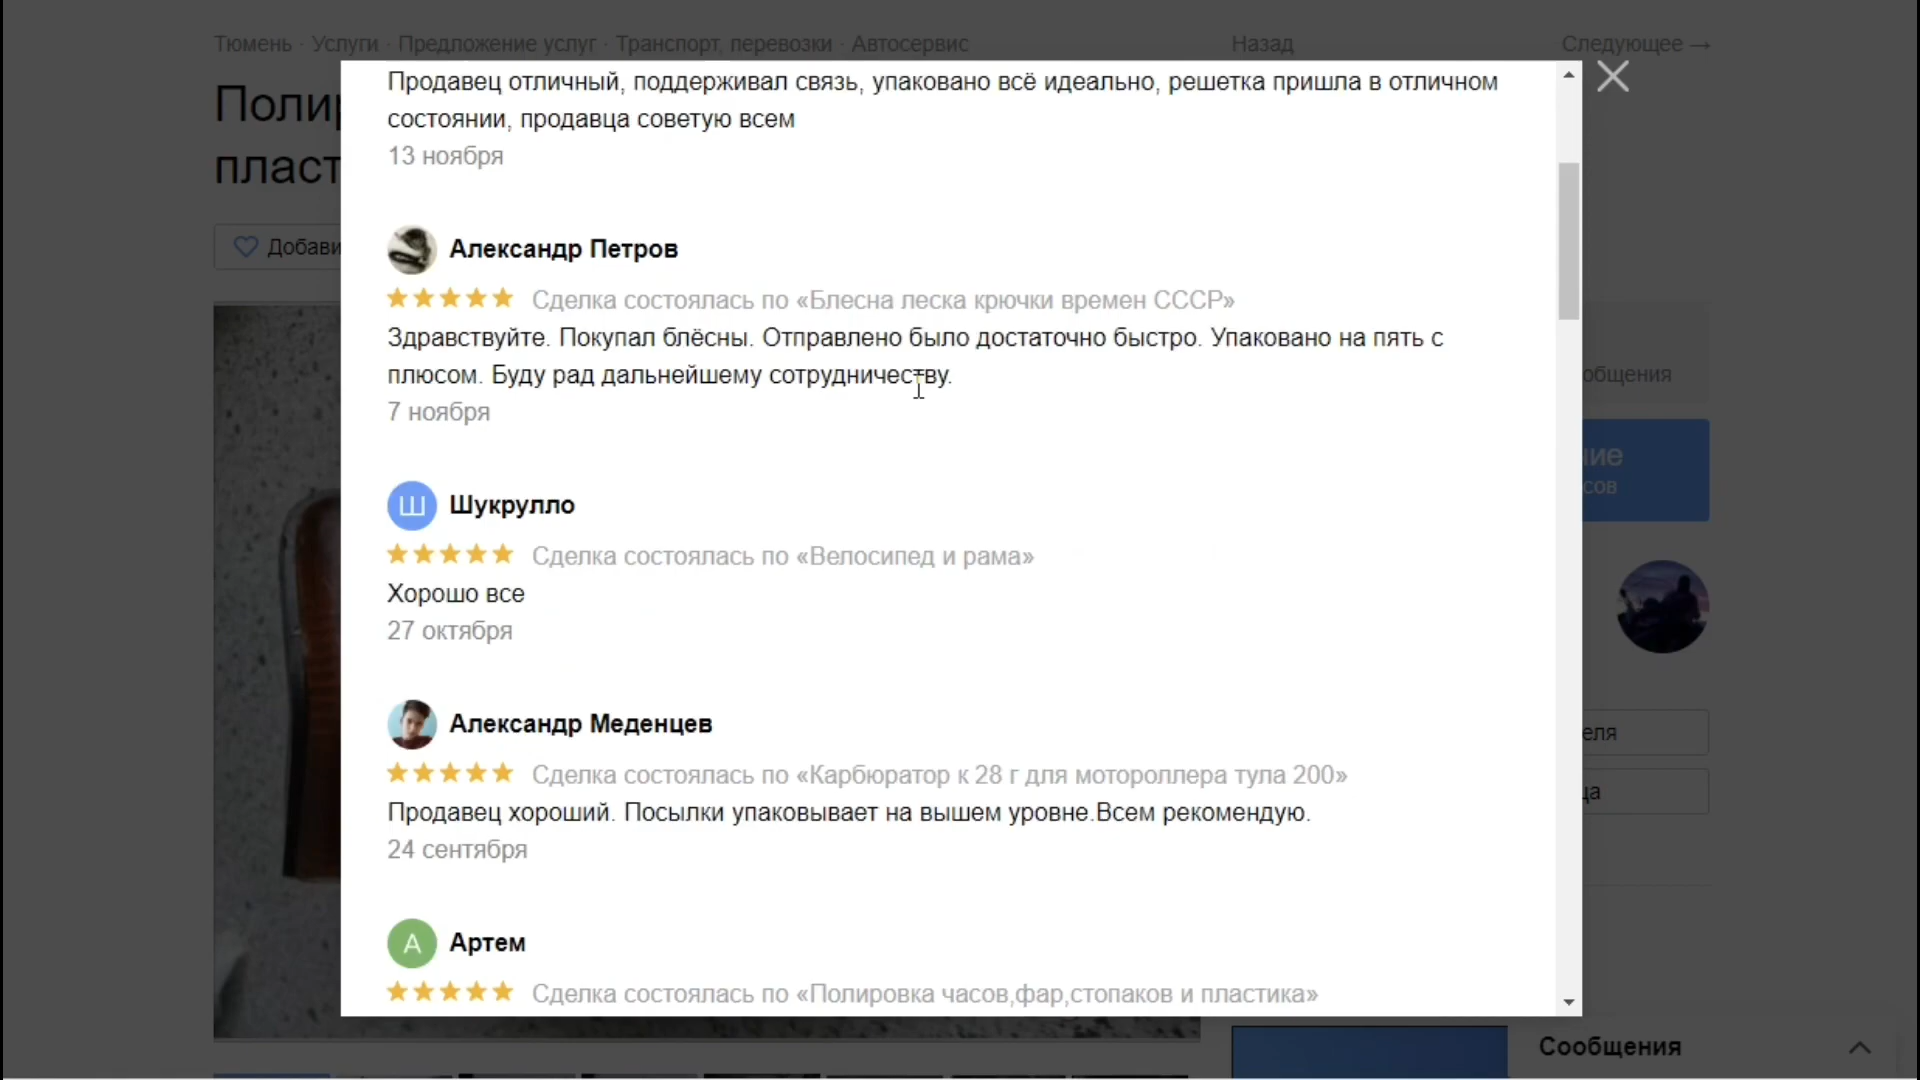 Тюмень · Услуги · Предложение услуг · Транспорт, перевозки · Автосервис
Назад
Следующее →
Продавец отличный, поддерживал связь, упаковано всё идеально, решетка пришла в отличном
состоянии, продавца советую всем
13 ноября
Александр Петров
Сделка состоялась по «Блесна леска крючки времен СССР»
Здравствуйте. Покупал блёсны. Отправлено было достаточно быстро. Упаковано на пять с
плюсом. Буду рад дальнейшему сотрудничеству.
7 ноября
Ш Шукрулло
Сделка состоялась по «Велосипед и рама»
Хорошо все
27 октября
Александр Меденцев
Сделка состоялась по «Карбюратор к 28 г для мотороллера тула 200»
Продавец хороший. Посылки упаковывает на вышем уровне.Всем рекомендую.
24 сентября
А Артем
Сделка состоялась по «Полировка часов,фар,стопаков и пластика»
Сообщения